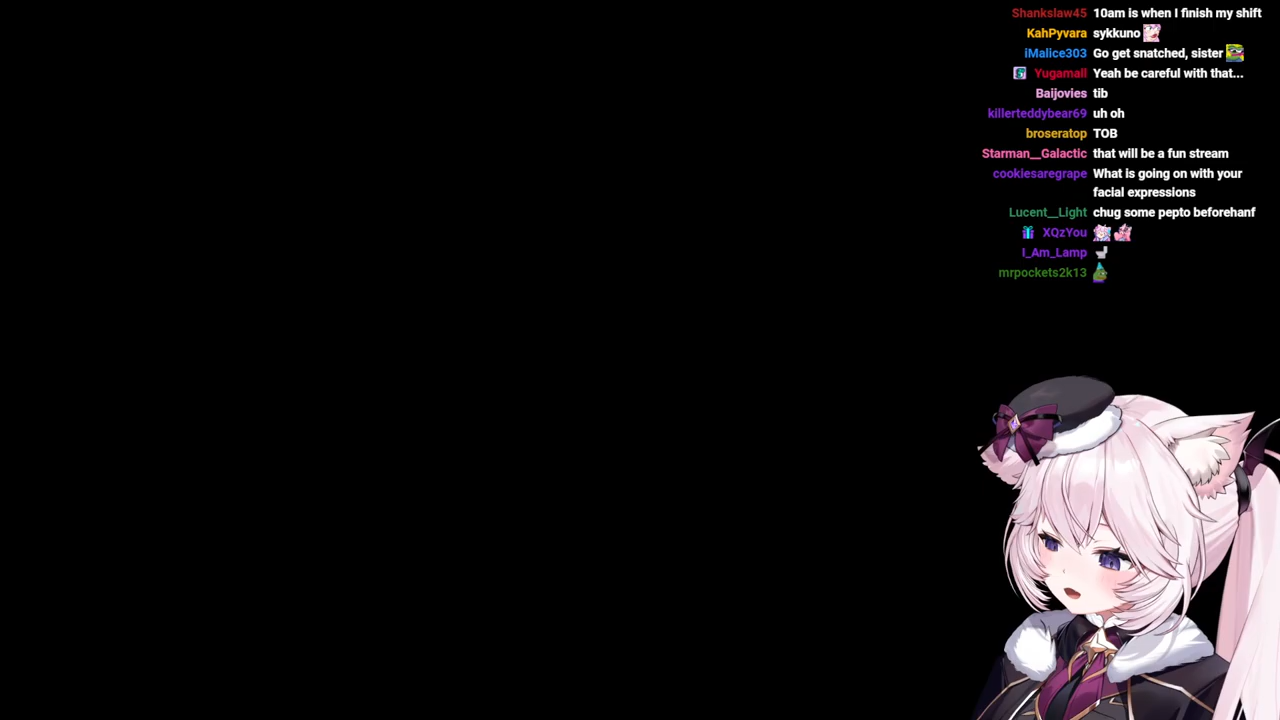 Shankslaw45 10am is when I finish my shift
KahPyvara sykkuno
iMalice303 Go get snatched, sister
Yugamall Yeah be careful with that...
Baijovies tib
killerteddybear69 uh oh
broseratop TOB
Starman__Galactic that will be a fun stream
cookiesaregrape What is going on with your
facial expressions
Lucent__Light chug some pepto beforehanf
XQzYou
I_Am_Lamp
mrpockets2k13